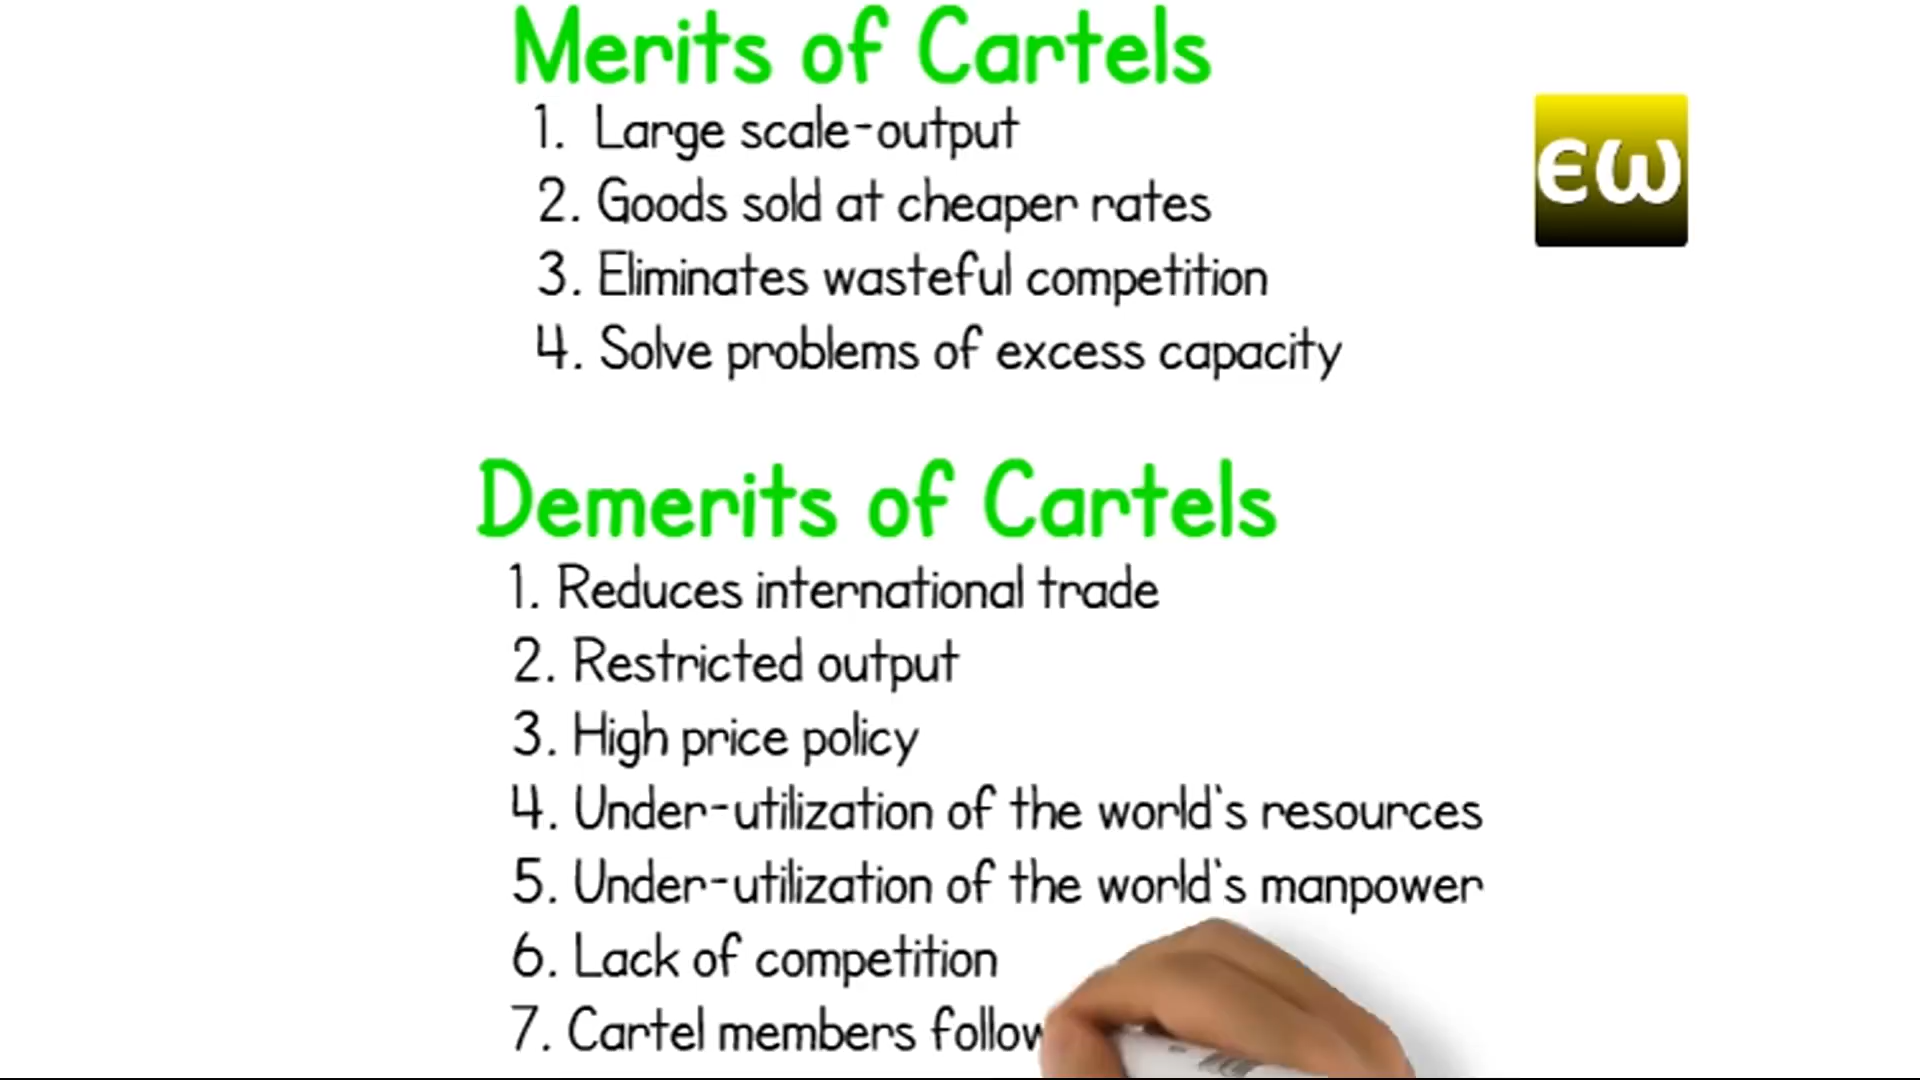 Merits of Cartels
1. Large scale-output
2. Goods sold at cheaper rates
3. Eliminates wasteful competition
4. Solve problems of excess capacity
εω
Demerits of Cartels
1. Reduces international trade
2. Restricted output
3. High price policy
4. Under-utilization of the world's resources
5. Under-utilization of the world's manpower
6. Lack of competition
7. Cartel members follow